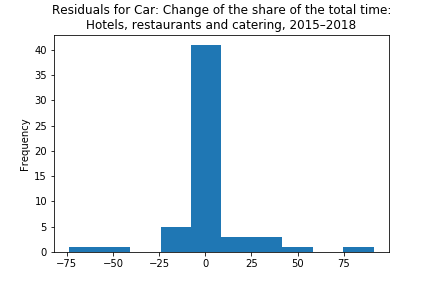 Residuals for Car: Change of the share of the total time:
Hotels, restaurants and catering, 2015–2018
40
35
30
25
20
15
10
5
0
Frequency
−75 −50 −25 0 25 50 75